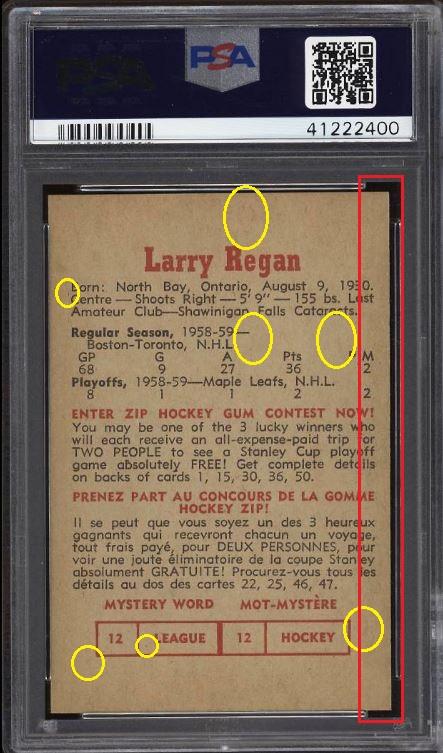 PSA
PSA
41222400
Larry Regan
Born: North Bay, Ontario, August 9, 1930.
Centre — Shoots Right — 5' 9" — 155 bs. Last
Amateur Club—Shawinigan Falls Cataracts.
Regular Season, 1958-59—
Boston-Toronto, N.H.L.
GP G A Pts M
68 9 27 36 2
Playoffs, 1958-59—Maple Leafs, N.H.L.
8 1 1 2 2
ENTER ZIP HOCKEY GUM CONTEST NOW!
You may be one of the 3 lucky winners who
will each receive an all-expense-paid trip for
TWO PEOPLE to see a Stanley Cup playoff
game absolutely FREE! Get complete details
on backs of cards 1, 15, 30, 36, 50.
PRENEZ PART AU CONCOURS DE LA GOMME
HOCKEY ZIP!
Il se peut que vous soyez un des 3 heureux
gagnants qui recevront chacun un voyage,
tout frais payé, pour DEUX PERSONNES, pour
voir une joute éliminatoire de la coupe Stanley
absolument GRATUITE! Procurez-vous tous les
détails au dos des cartes 22, 25, 46, 47.
MYSTERY WORD MOT-MYSTÈRE
12 LEAGUE 12 HOCKEY